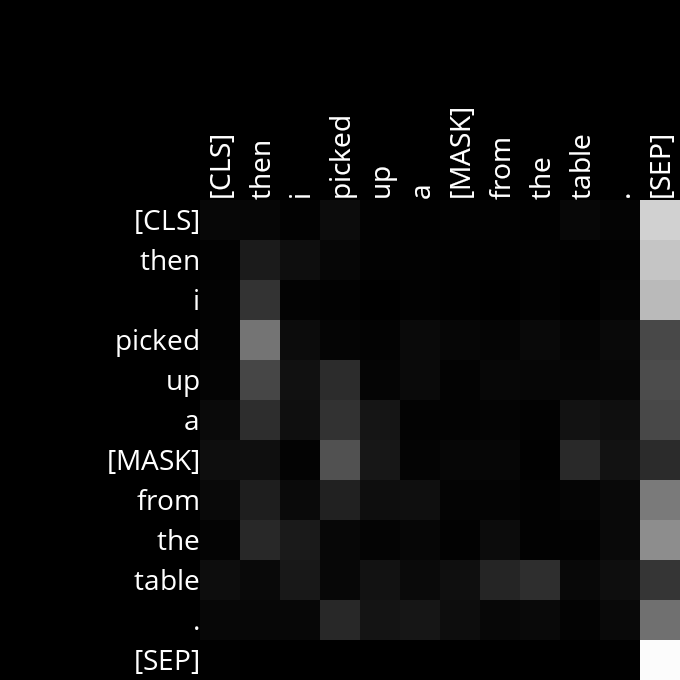 [CLS] then i picked up a [MASK] from the table . [SEP]
[CLS]
then
i
picked
up
a
[MASK]
from
the
table
.
[SEP]